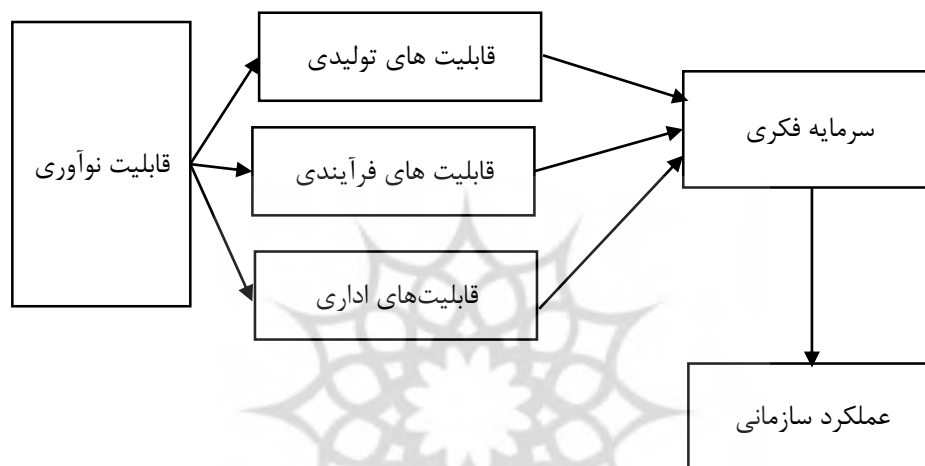 قابلیت نوآوری
قابلیت های تولیدی
قابلیت های فرآیندی
قابلیت‌های اداری
سرمایه فکری
عملکرد سازمانی